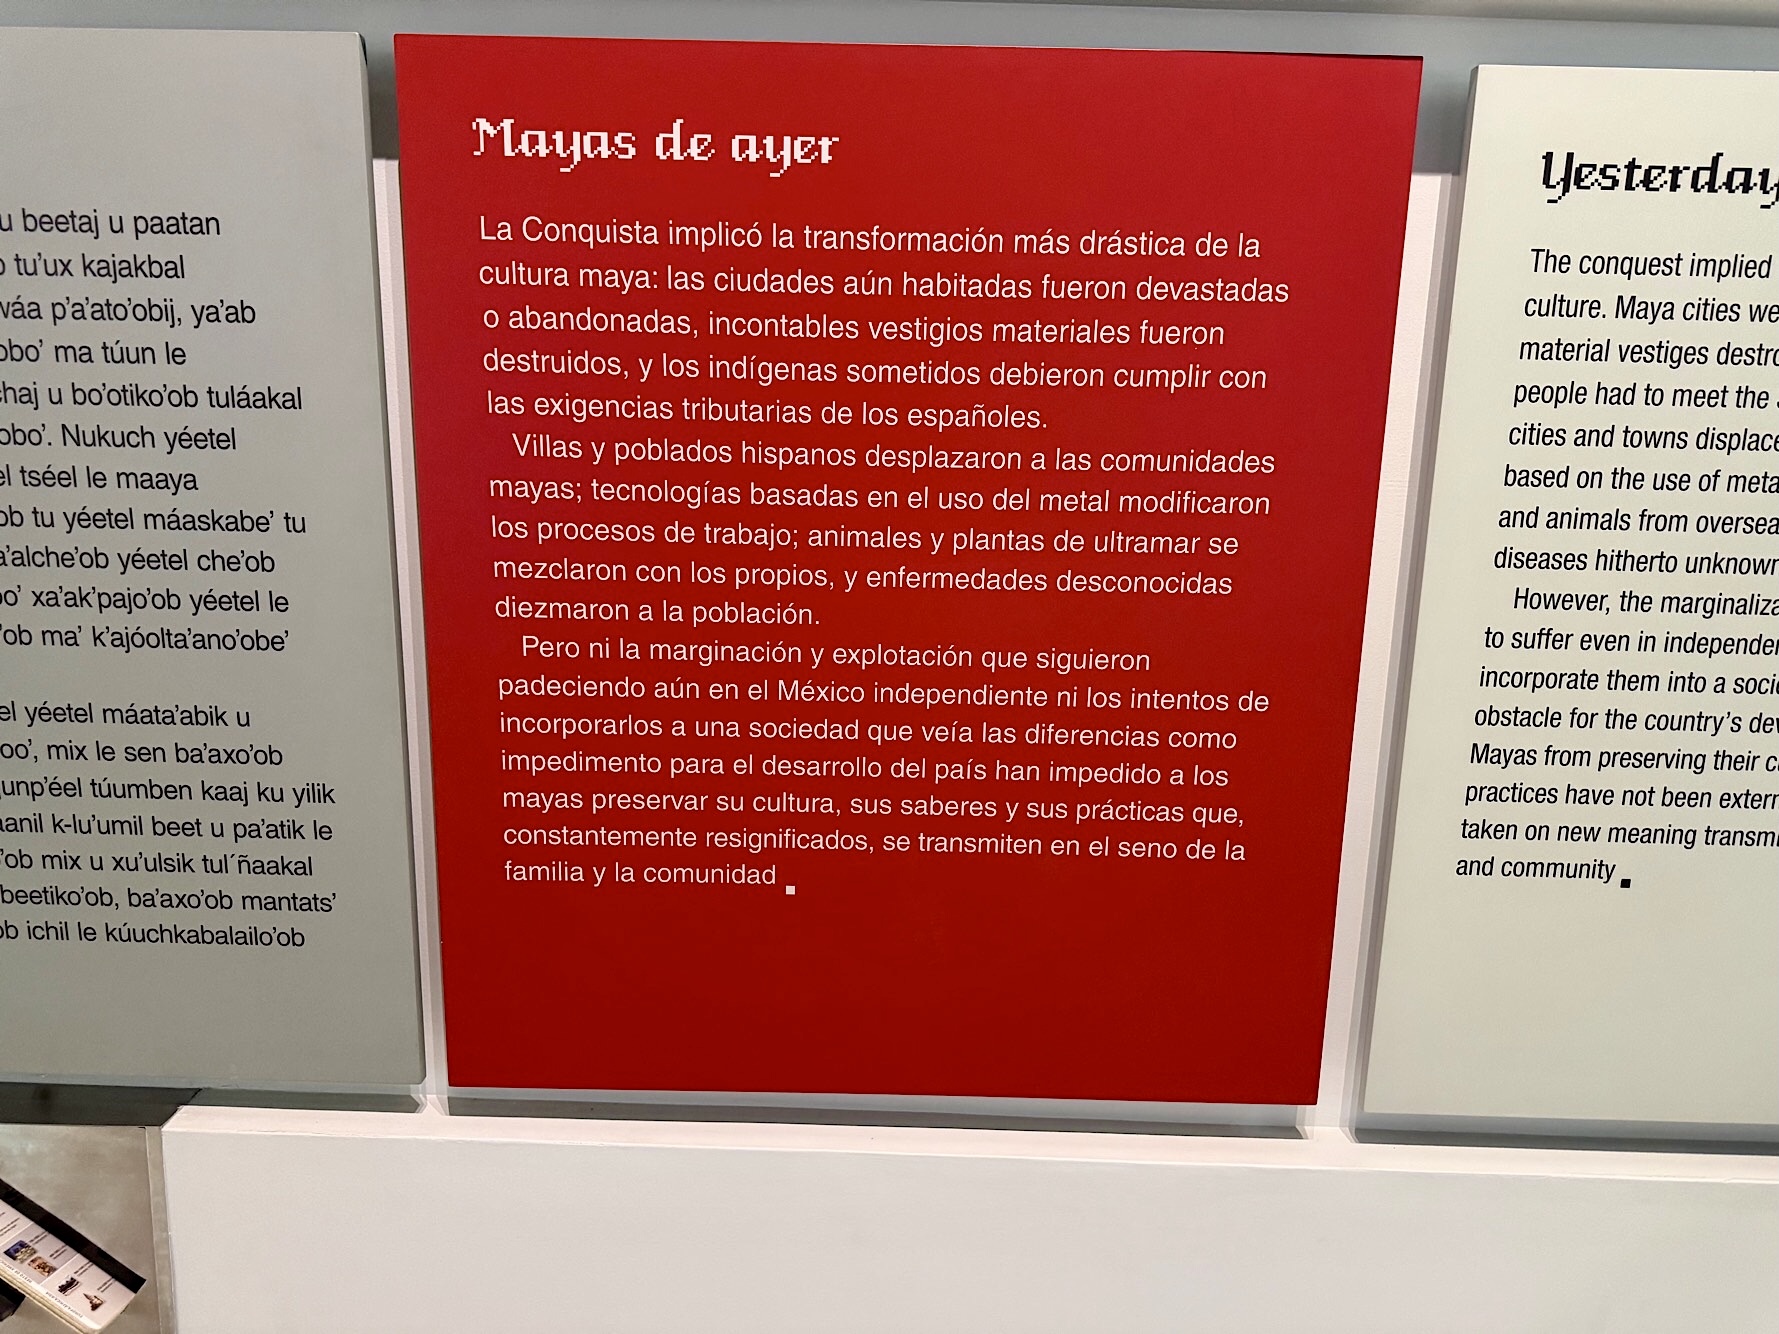 u beetaj u paatan
tu'ux kajakbal
p'a'ato'obij, ya'ab
ma túun le
u bo'otiko'ob tuláakal
Nukuch yéetel
tséel le maaya
tu yéetel máaskabe' tu
yéetel che'ob
xa'ak'pajo'ob yéetel le
ma' k'ajóolta'ano'obe'
yéetel máata'abik u
mix le sen ba'axo'ob
túumben kaaj ku yilik
k-lu'umil beet u pa'atik le
mix u xu'ulsik tul´ñaakal
beetiko'ob, ba'axo'ob mantats'
ichil le kúuchkabalailo'ob
Mayas de ayer
La Conquista implicó la transformación más drástica de la
cultura maya: las ciudades aún habitadas fueron devastadas
o abandonadas, incontables vestigios materiales fueron
destruidos, y los indígenas sometidos debieron cumplir con
las exigencias tributarias de los españoles.
Villas y poblados hispanos desplazaron a las comunidades
mayas; tecnologías basadas en el uso del metal modificaron
los procesos de trabajo; animales y plantas de ultramar se
mezclaron con los propios, y enfermedades desconocidas
diezmaron a la población.
Pero ni la marginación y explotación que siguieron
padeciendo aún en el México independiente ni los intentos de
incorporarlos a una sociedad que veía las diferencias como
impedimento para el desarrollo del país han impedido a los
mayas preservar su cultura, sus saberes y sus prácticas que,
constantemente resignificados, se transmiten en el seno de la
familia y la comunidad
Yesterday
The conquest implied
culture. Maya cities
material vestiges
people had to meet the
cities and towns
based on the use of
and animals from
diseases hitherto
However, the
to suffer even in
incorporate them into a
obstacle for the country's
Mayas from preserving their
practices have not been
taken on new meaning
and community